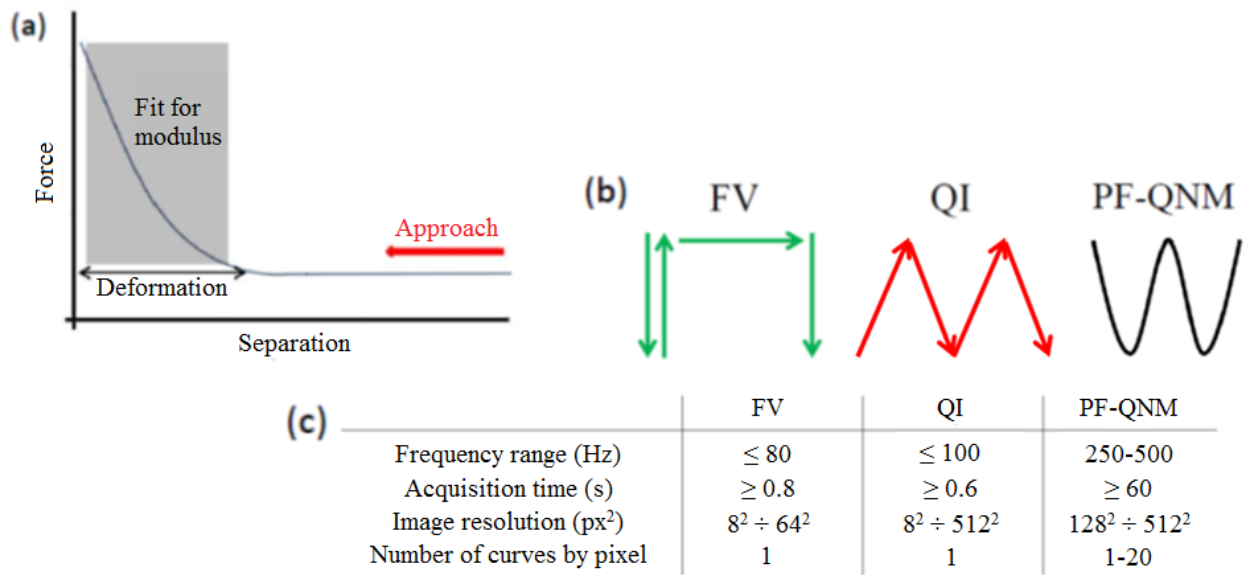 (a)
Fit for
modulus
Force
Approach
Deformation
Separation
(b)
FV QI PF-QNM
(c)
FV QI PF-QNM
Frequency range (Hz) ≤ 80 ≤ 100 250-500
Acquisition time (s) ≥ 0.8 ≥ 0.6 ≥ 60
Image resolution (px²) 8² ÷ 64² 8² ÷ 512² 128² ÷ 512²
Number of curves by pixel 1 1 1-20